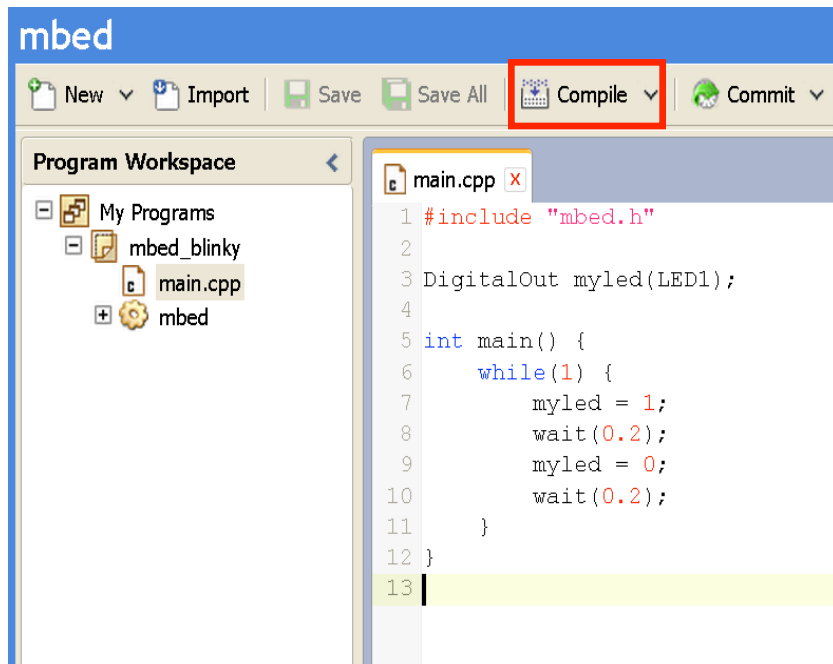 mbed
New Import Save Save All Compile Commit
Program Workspace
My Programs
mbed_blinky
main.cpp
mbed
main.cpp x
1 #include "mbed.h"
2
3 DigitalOut myled(LED1);
4
5 int main() {
6     while(1) {
7         myled = 1;
8         wait(0.2);
9         myled = 0;
10         wait(0.2);
11     }
12 }
13